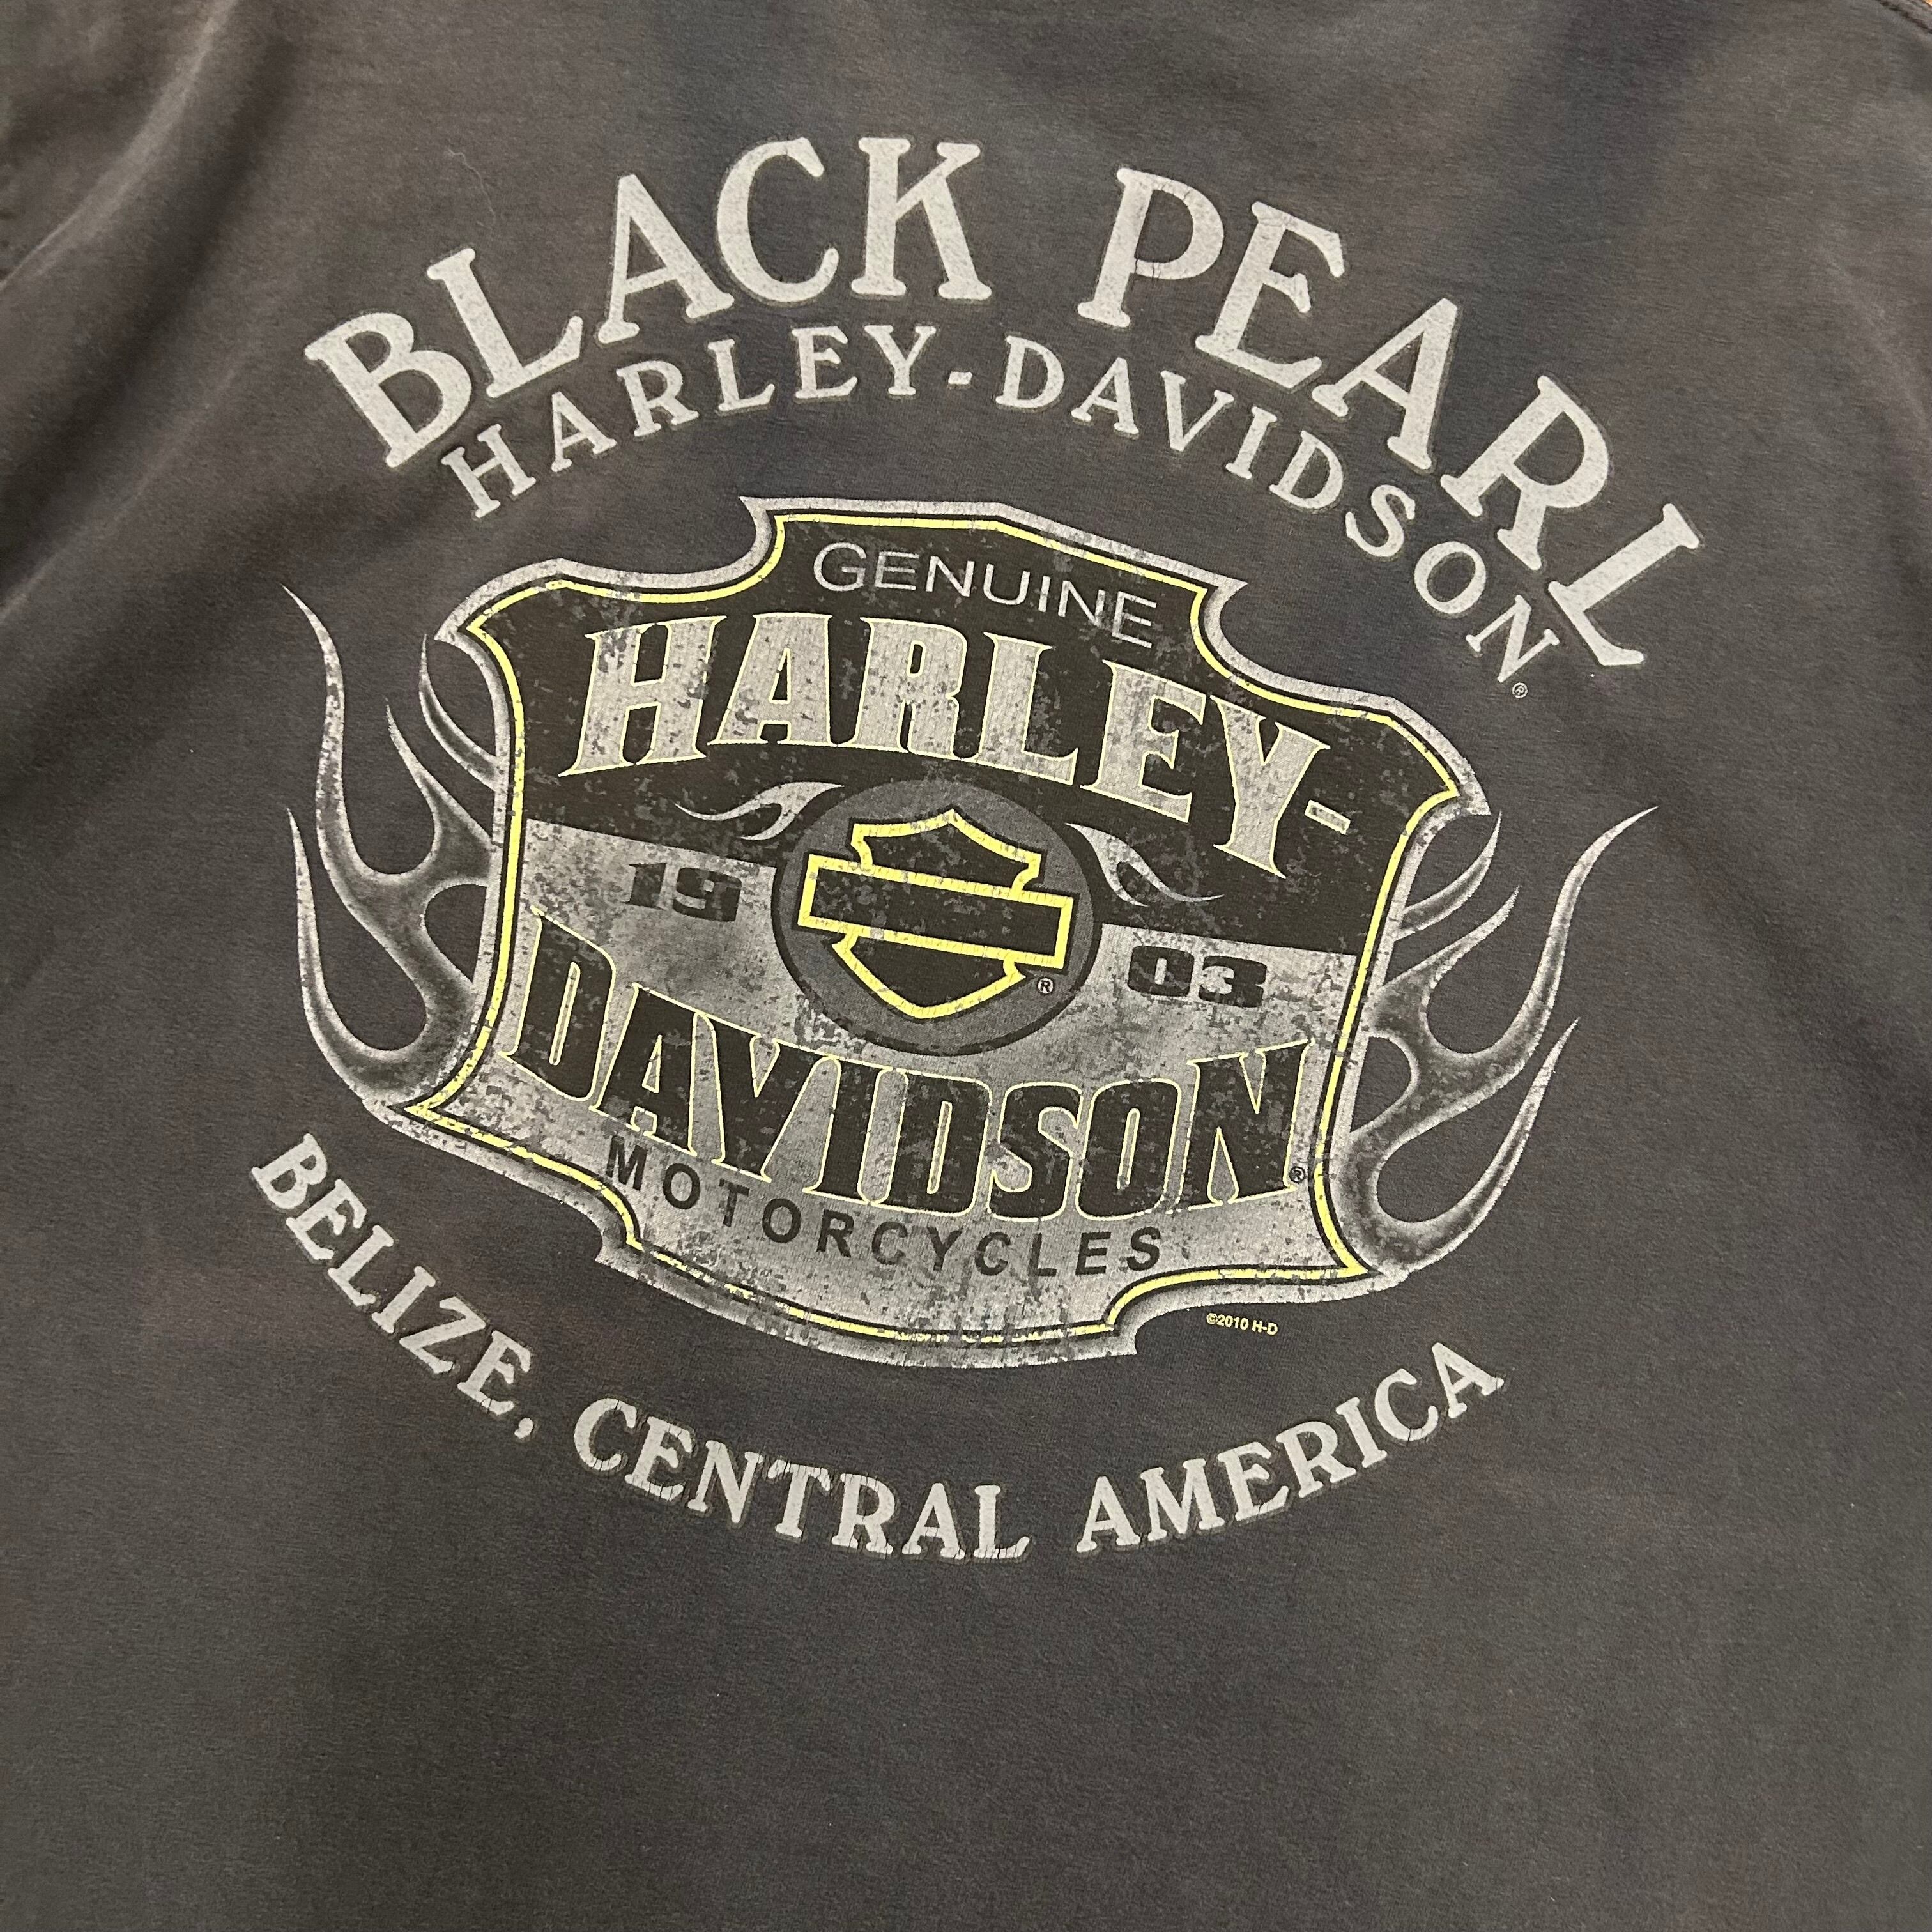 BLACK PEARL
HARLEY-DAVIDSON®
GENUINE
HARLEY-
19 03
®
DAVIDSON®
MOTORCYCLES
©2010 H-D
BELIZE, CENTRAL AMERICA